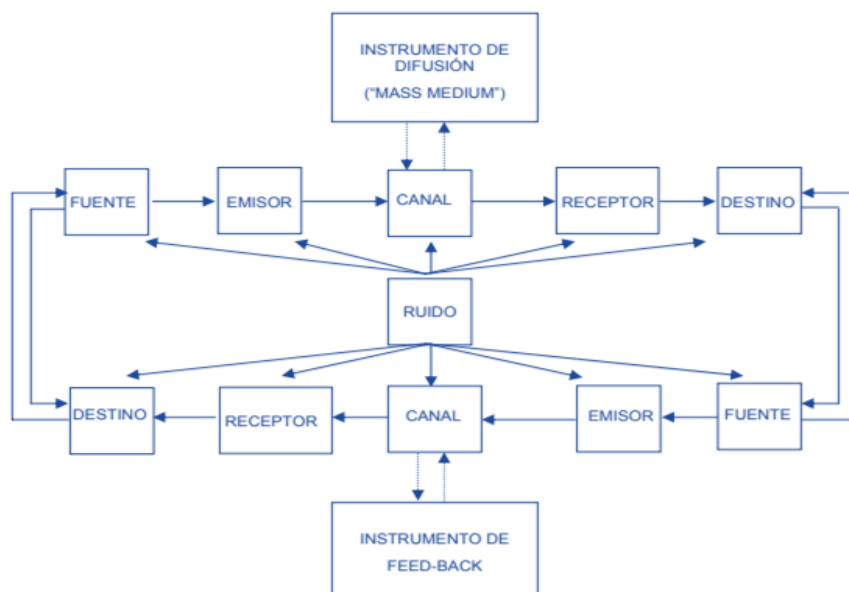 INSTRUMENTO DE
DIFUSIÓN
(“MASS MEDIUM”)
FUENTE
EMISOR
CANAL
RECEPTOR
DESTINO
RUIDO
DESTINO
RECEPTOR
CANAL
EMISOR
FUENTE
INSTRUMENTO DE
FEED-BACK